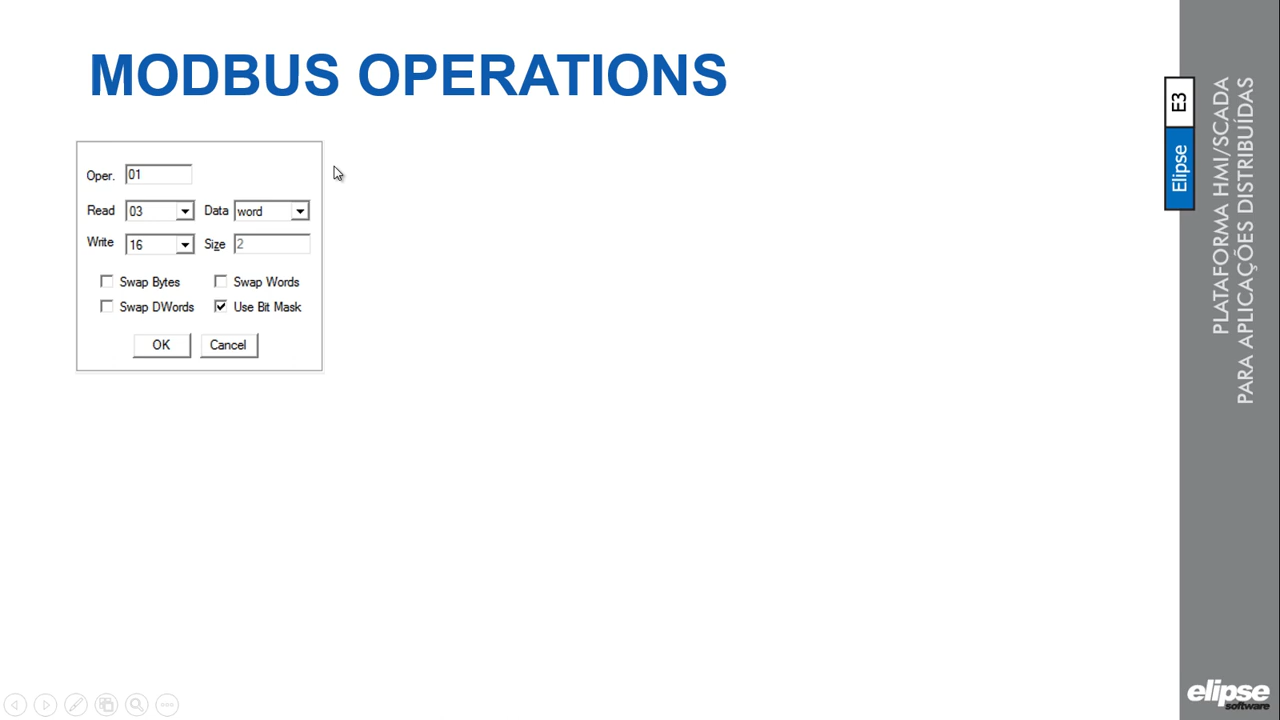 MODBUS OPERATIONS
Oper. 01
Read 03 Data word
Write 16 Size 2
Swap Bytes Swap Words
Swap DWords Use Bit Mask
OK Cancel
Elipse E3
PLATAFORMA HMI/SCADA
PARA APLICAÇÕES DISTRIBUÍDAS
elipse
software